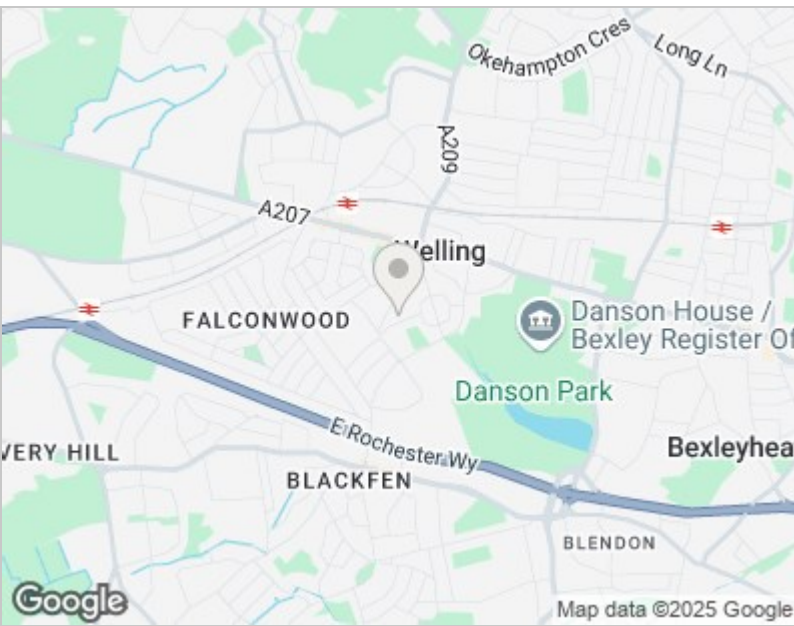 Okehampton Cres
Long Ln
A209
A207
Welling
FALCONWOOD
Danson House /
Bexley Register Of
Danson Park
E Rochester Wy
VERY HILL
Bexleyhea
BLACKFEN
BLENDON
Google
Map data ©2025 Google